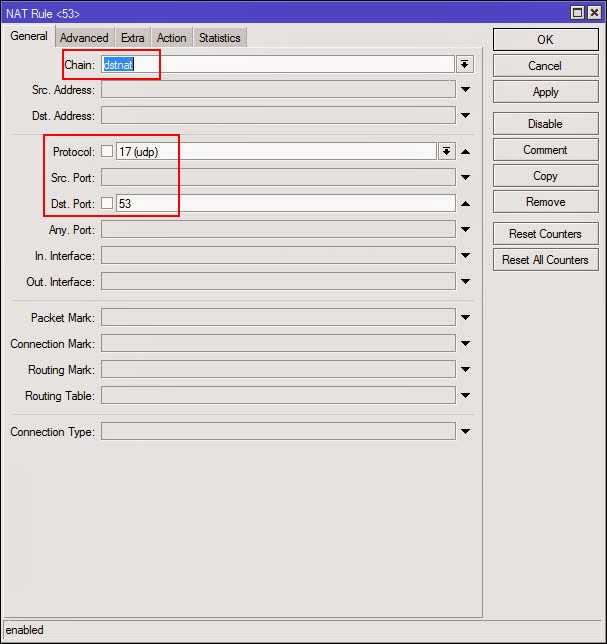 NAT Rule <53>
General Advanced Extra Action Statistics
Chain: dstnat
Src. Address:
Dst. Address:
Protocol: 17 (udp)
Src. Port:
Dst. Port: 53
Any. Port:
In. Interface:
Out. Interface:
Packet Mark:
Connection Mark:
Routing Mark:
Routing Table:
Connection Type:
OK
Cancel
Apply
Disable
Comment
Copy
Remove
Reset Counters
Reset All Counters
enabled